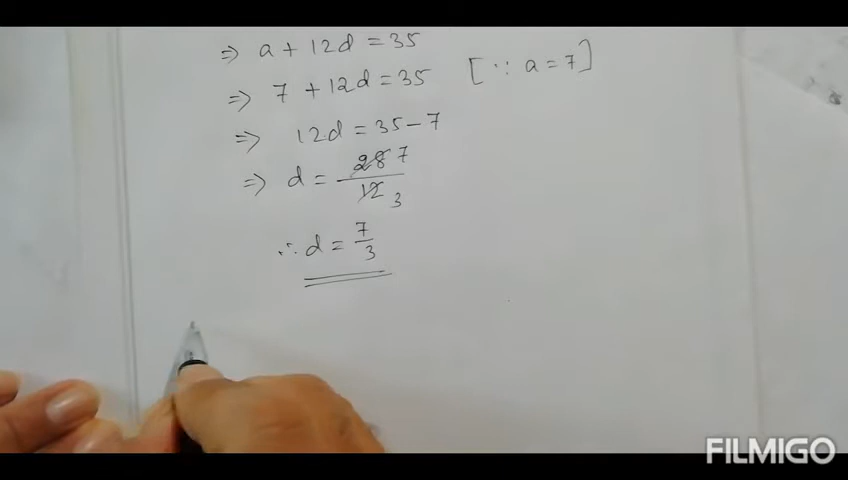 ⇒ a + 12d = 35
⇒ 7 + 12d = 35 [∵ a = 7]
⇒ 12d = 35 - 7
⇒ d = 28 7 / 12 3
∴ d = 7/3
FILMIGO